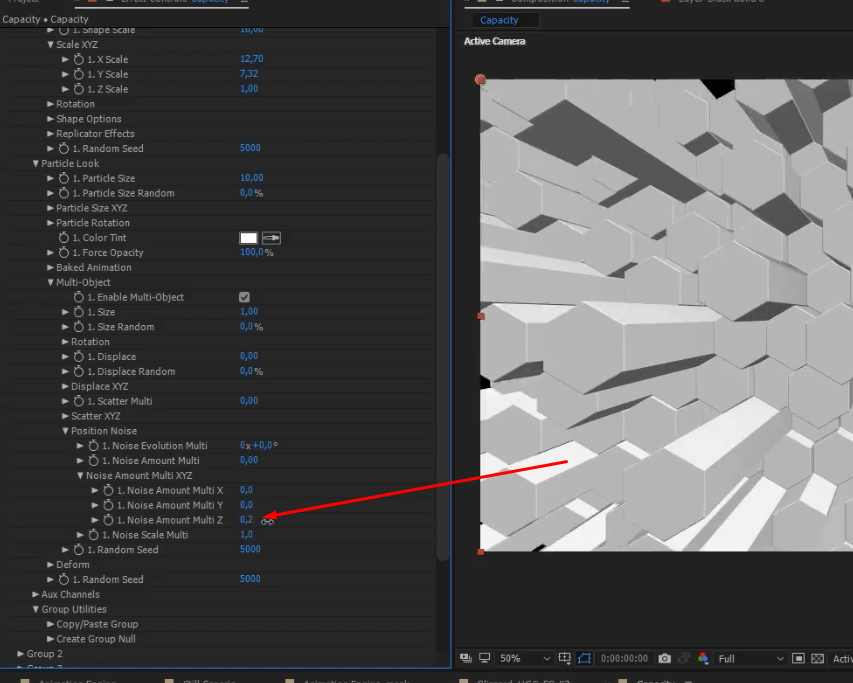 Project
Effect Controls Capacity
Capacity • Capacity
1. Shape Scale 10,00
Scale XYZ
1. X Scale 12,70
1. Y Scale 7,32
1. Z Scale 1,00
Rotation
Shape Options
Replicator Effects
1. Random Seed 5000
Particle Look
1. Particle Size 10,00
1. Particle Size Random 0,0%
Particle Size XYZ
Particle Rotation
1. Color Tint
1. Force Opacity 100,0%
Baked Animation
Multi-Object
1. Enable Multi-Object
1. Size 1,00
1. Size Random 0,0%
Rotation
1. Displace 0,00
1. Displace Random 0,0%
Displace XYZ
1. Scatter Multi 0,00
Scatter XYZ
Position Noise
1. Noise Evolution Multi 0x+0,0°
1. Noise Amount Multi 0,00
Noise Amount Multi XYZ
1. Noise Amount Multi X 0,0
1. Noise Amount Multi Y 0,0
1. Noise Amount Multi Z 0,2
1. Noise Scale Multi 1,0
1. Random Seed 5000
Deform
1. Random Seed 5000
Aux Channels
Group Utilities
Copy/Paste Group
Create Group Null
Group 2
Composition Capacity
Capacity
Active Camera
50%
0:00:00:00
Full
Activ